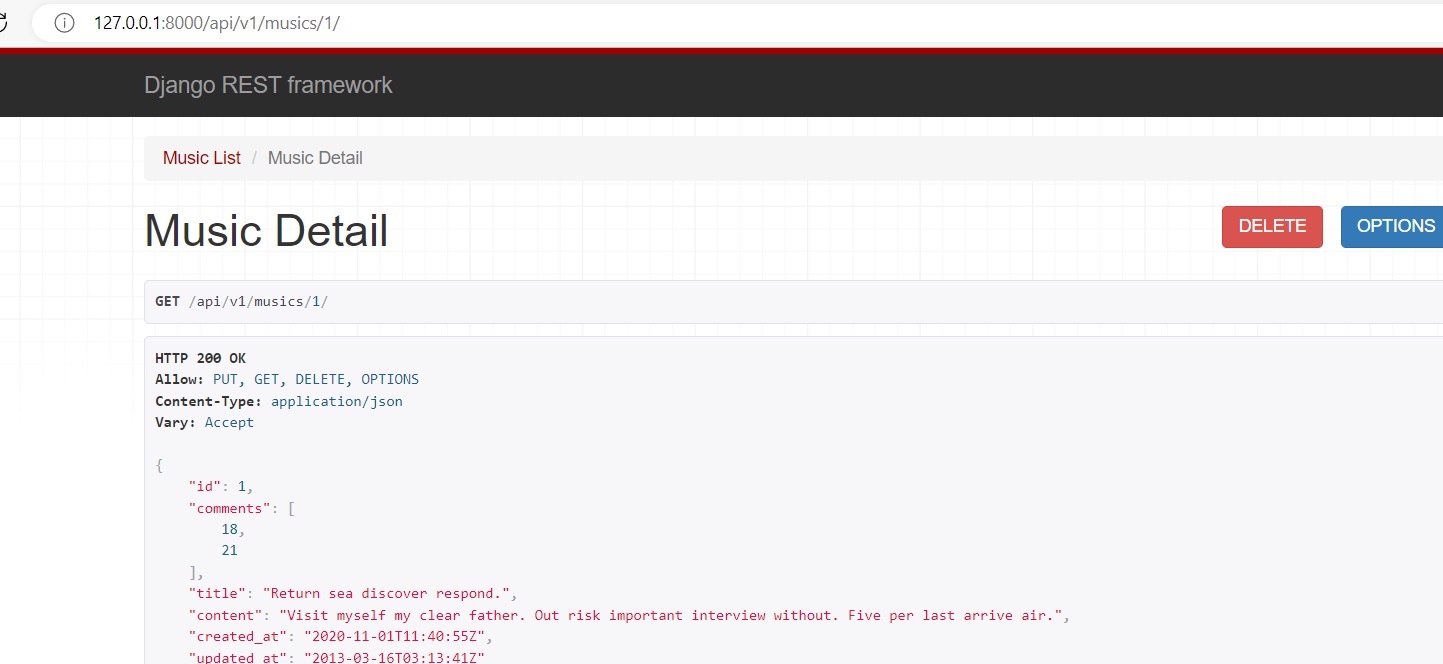 127.0.0.1:8000/api/v1/musics/1/
Django REST framework
Music List / Music Detail
Music Detail
DELETE
OPTIONS
GET /api/v1/musics/1/
HTTP 200 OK
Allow: PUT, GET, DELETE, OPTIONS
Content-Type: application/json
Vary: Accept
{
    "id": 1,
    "comments": [
        18,
        21
    ],
    "title": "Return sea discover respond.",
    "content": "Visit myself my clear father. Out risk important interview without. Five per last arrive air.",
    "created_at": "2020-11-01T11:40:55Z",
    "updated_at": "2013-03-16T03:13:41Z"